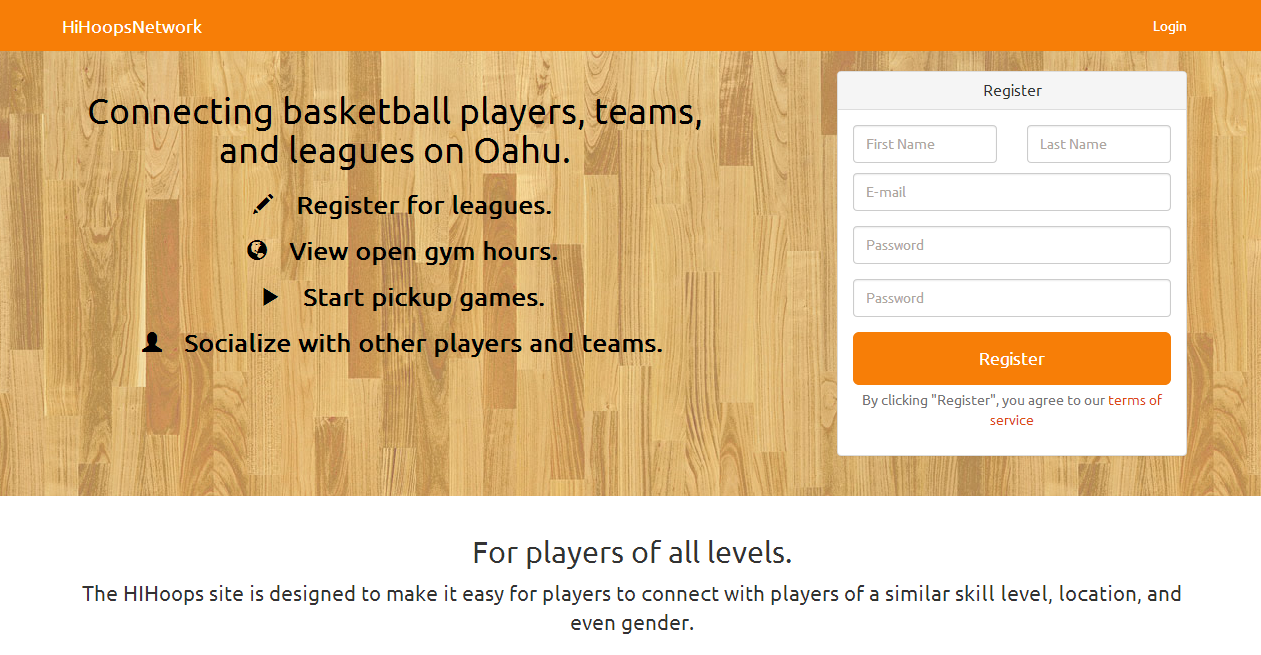 HiHoopsNetwork
Login
Connecting basketball players, teams,
and leagues on Oahu.
Register for leagues.
View open gym hours.
Start pickup games.
Socialize with other players and teams.
Register
First Name
Last Name
E-mail
Password
Password
Register
By clicking "Register", you agree to our terms of
service
For players of all levels.
The HIHoops site is designed to make it easy for players to connect with players of a similar skill level, location, and
even gender.